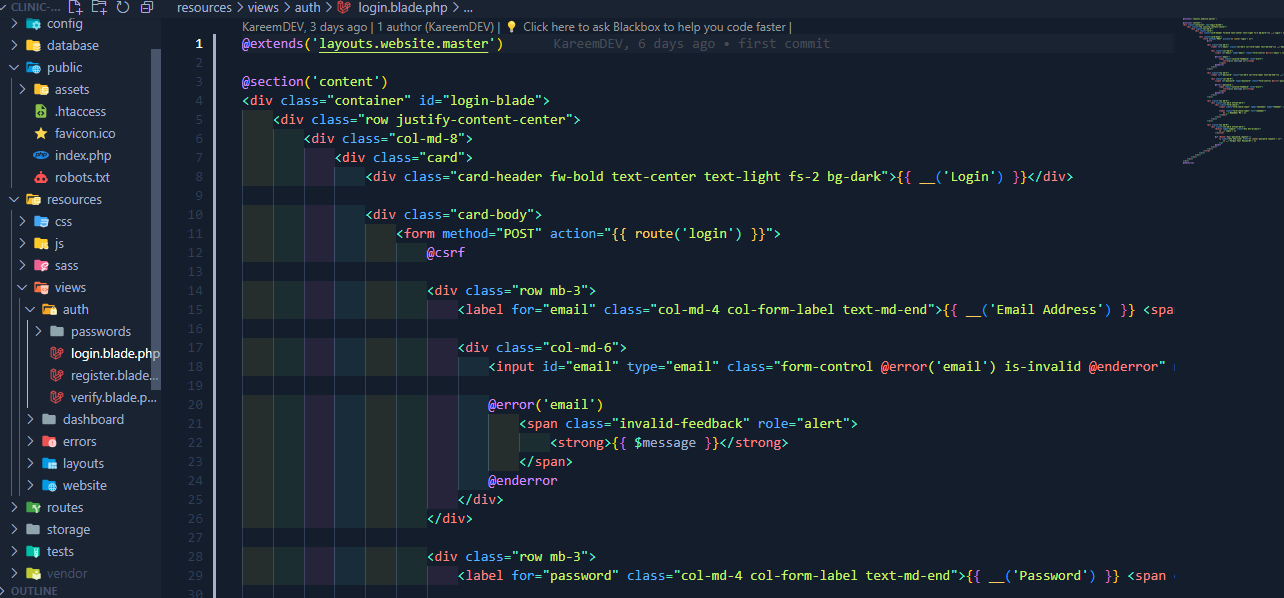 CLINIC-...
config
database
public
assets
.htaccess
favicon.ico
index.php
robots.txt
resources
css
js
sass
views
auth
passwords
login.blade.php
register.blade...
verify.blade.p...
dashboard
errors
layouts
website
routes
storage
tests
vendor
OUTLINE
resources > views > auth > login.blade.php > ...
KareemDEV, 3 days ago | 1 author (KareemDEV) | 💡 Click here to ask Blackbox to help you code faster |
1 @extends('layouts.website.master') KareemDEV, 6 days ago • first commit
2
3 @section('content')
4 <div class="container" id="login-blade">
5 <div class="row justify-content-center">
6 <div class="col-md-8">
7 <div class="card">
8 <div class="card-header fw-bold text-center text-light fs-2 bg-dark">{{ __('Login') }}</div>
9
10 <div class="card-body">
11 <form method="POST" action="{{ route('login') }}">
12 @csrf
13
14 <div class="row mb-3">
15 <label for="email" class="col-md-4 col-form-label text-md-end">{{ __('Email Address') }} <spa
16
17 <div class="col-md-6">
18 <input id="email" type="email" class="form-control @error('email') is-invalid @enderror"
19
20 @error('email')
21 <span class="invalid-feedback" role="alert">
22 <strong>{{ $message }}</strong>
23 </span>
24 @enderror
25 </div>
26 </div>
27
28 <div class="row mb-3">
29 <label for="password" class="col-md-4 col-form-label text-md-end">{{ __('Password') }} <span
30